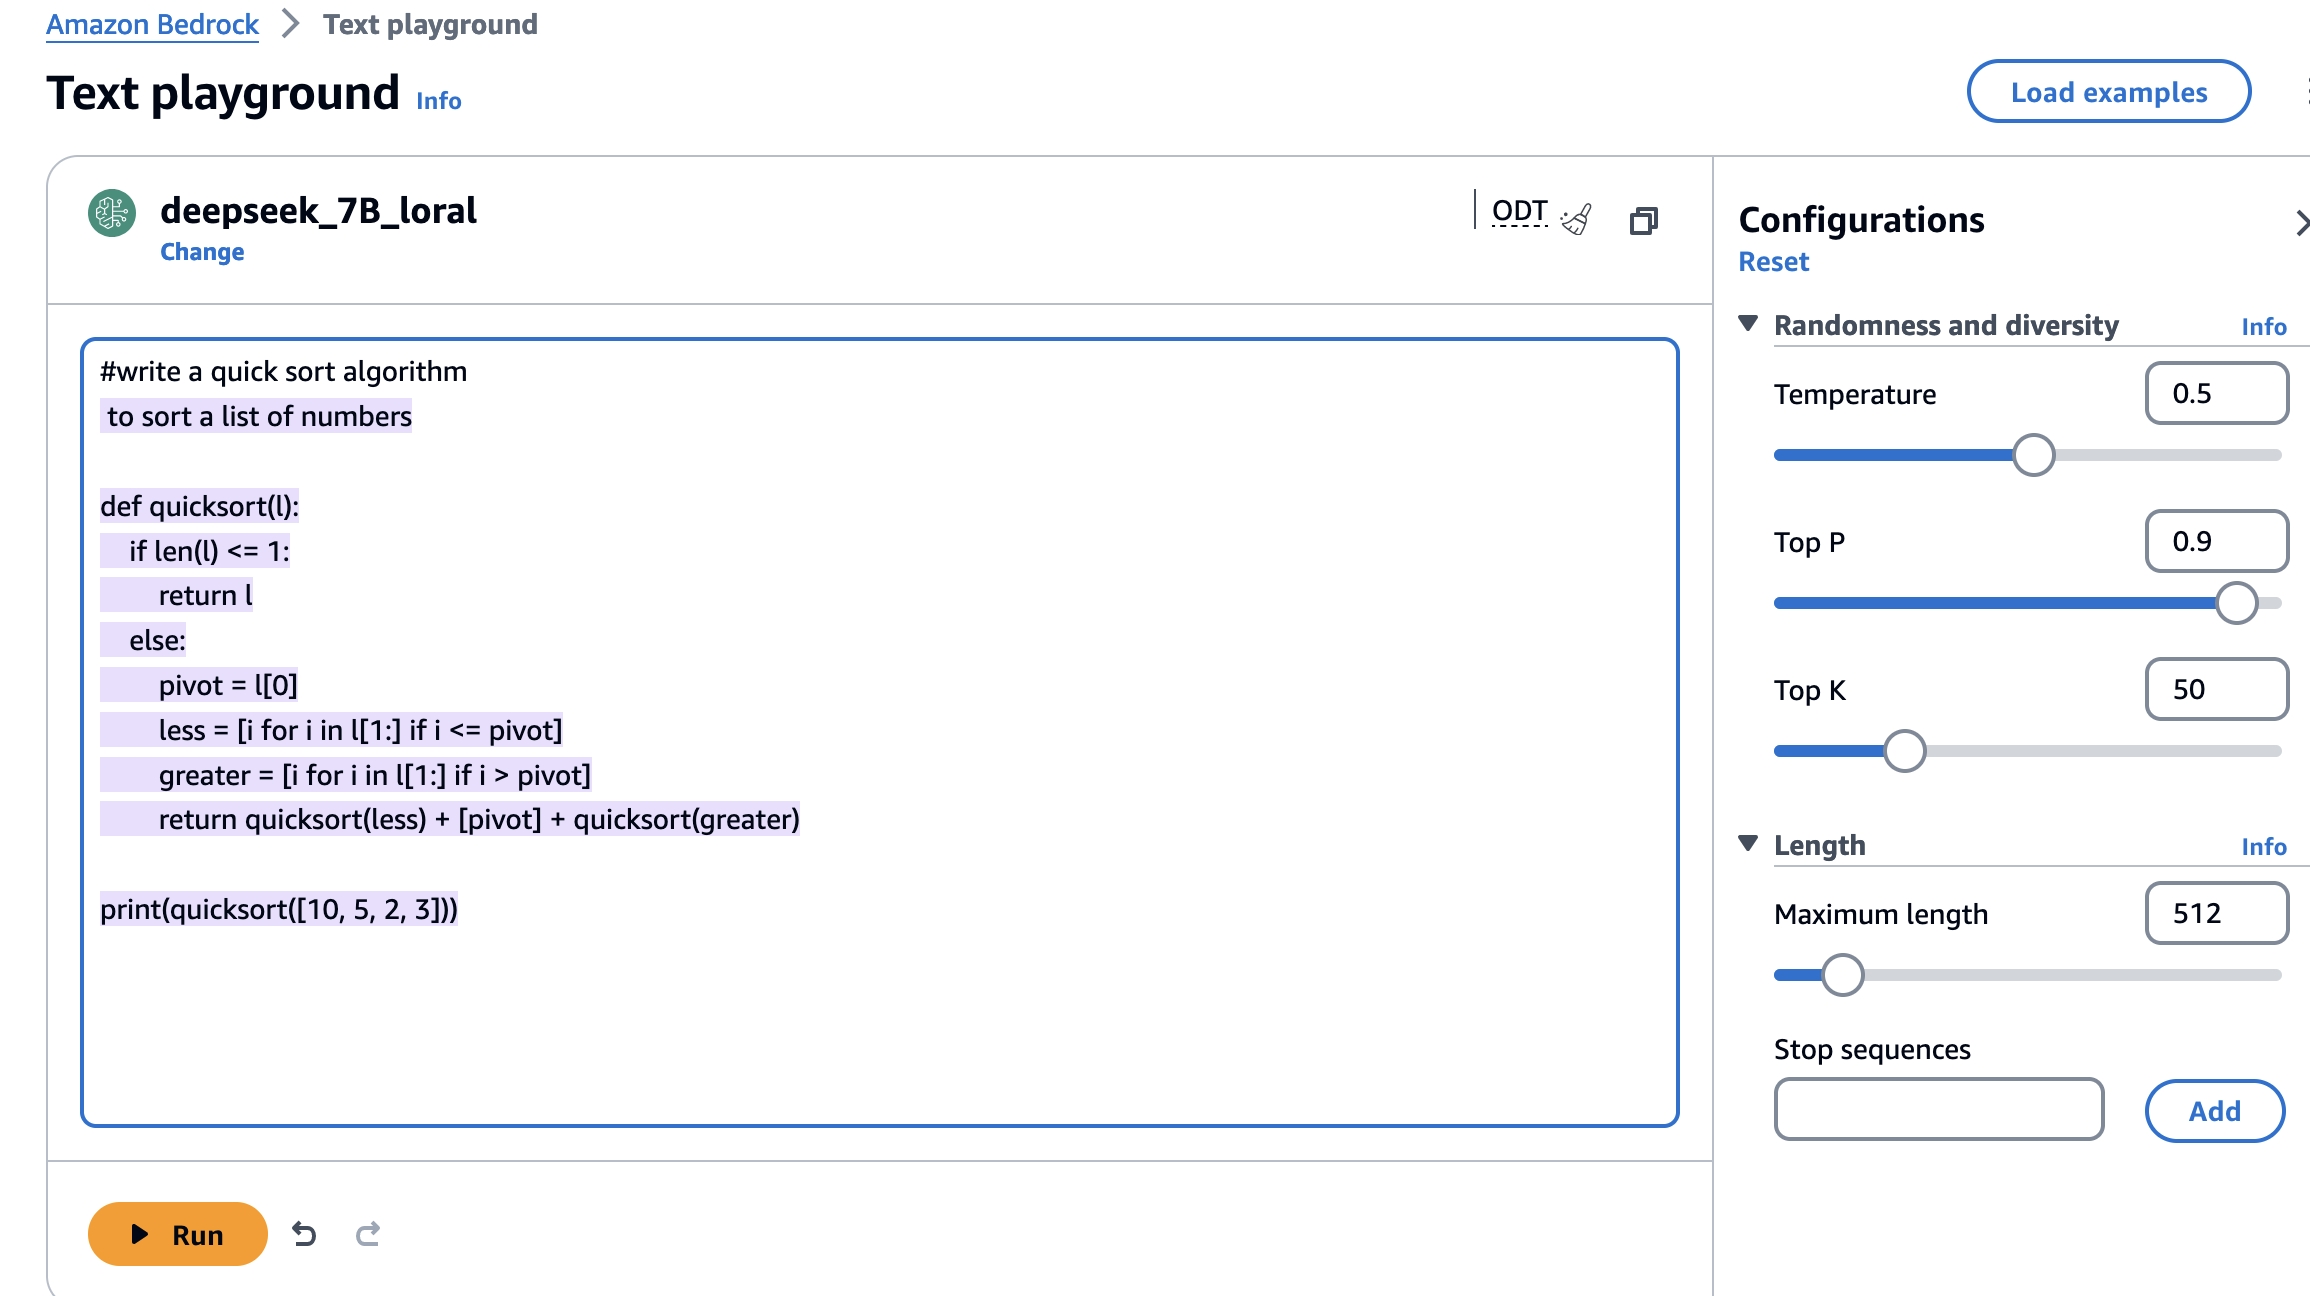 Amazon Bedrock > Text playground
Text playground Info
Load examples
deepseek_7B_loral
Change
ODT
#write a quick sort algorithm
 to sort a list of numbers

def quicksort(l):
    if len(l) <= 1:
        return l
    else:
        pivot = l[0]
        less = [i for i in l[1:] if i <= pivot]
        greater = [i for i in l[1:] if i > pivot]
        return quicksort(less) + [pivot] + quicksort(greater)

print(quicksort([10, 5, 2, 3]))
Run
Configurations
Reset
Randomness and diversity Info
Temperature 0.5
Top P 0.9
Top K 50
Length Info
Maximum length 512
Stop sequences
Add